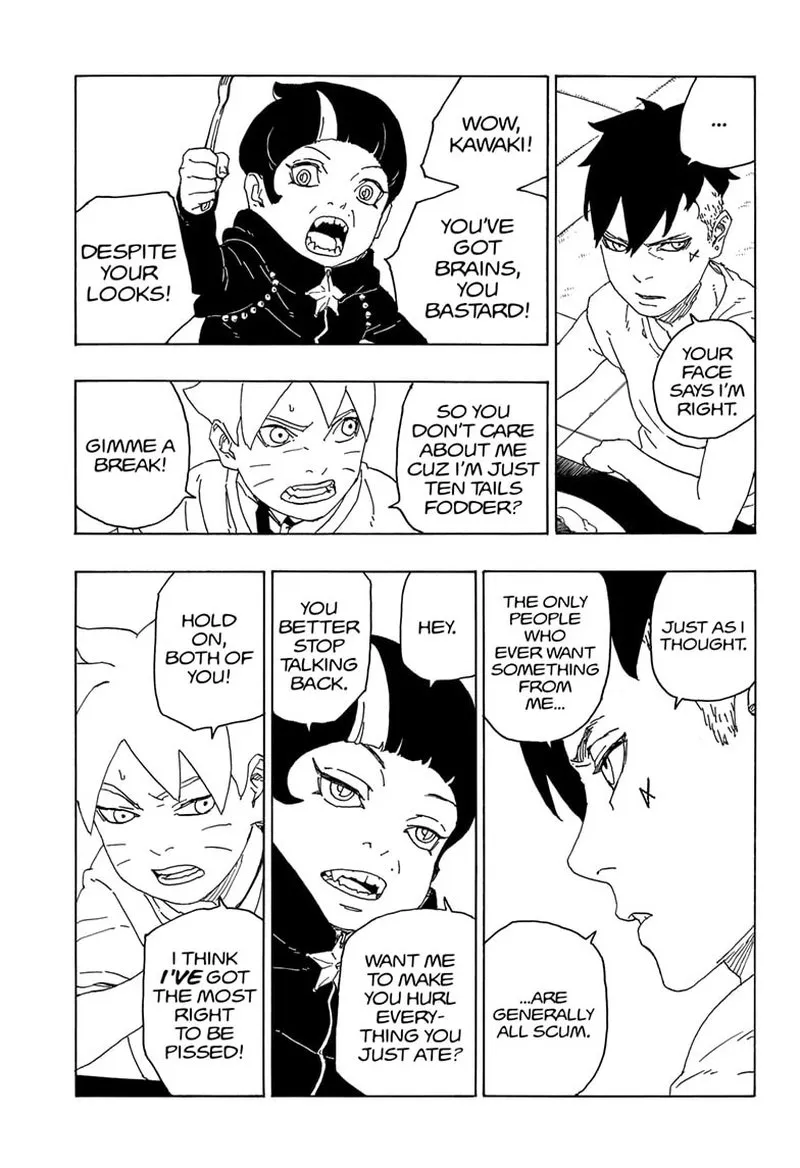 ...
YOUR
FACE
SAYS I'M
RIGHT.
WOW,
KAWAKI!
YOU'VE
GOT
BRAINS,
YOU
BASTARD!
DESPITE
YOUR
LOOKS!
SO YOU
DON'T CARE
ABOUT ME
CUZ I'M JUST
TEN TAILS
FODDER?
GIMME A
BREAK!
JUST AS I
THOUGHT.
THE ONLY
PEOPLE
WHO
EVER WANT
SOMETHING
FROM
ME...
...ARE
GENERALLY
ALL SCUM.
HEY.
YOU
BETTER
STOP
TALKING
BACK.
WANT ME
TO MAKE
YOU HURL
EVERY-
THING YOU
JUST ATE?
HOLD
ON,
BOTH OF
YOU!
I THINK
I'VE GOT
THE MOST
RIGHT
TO BE
PISSED!